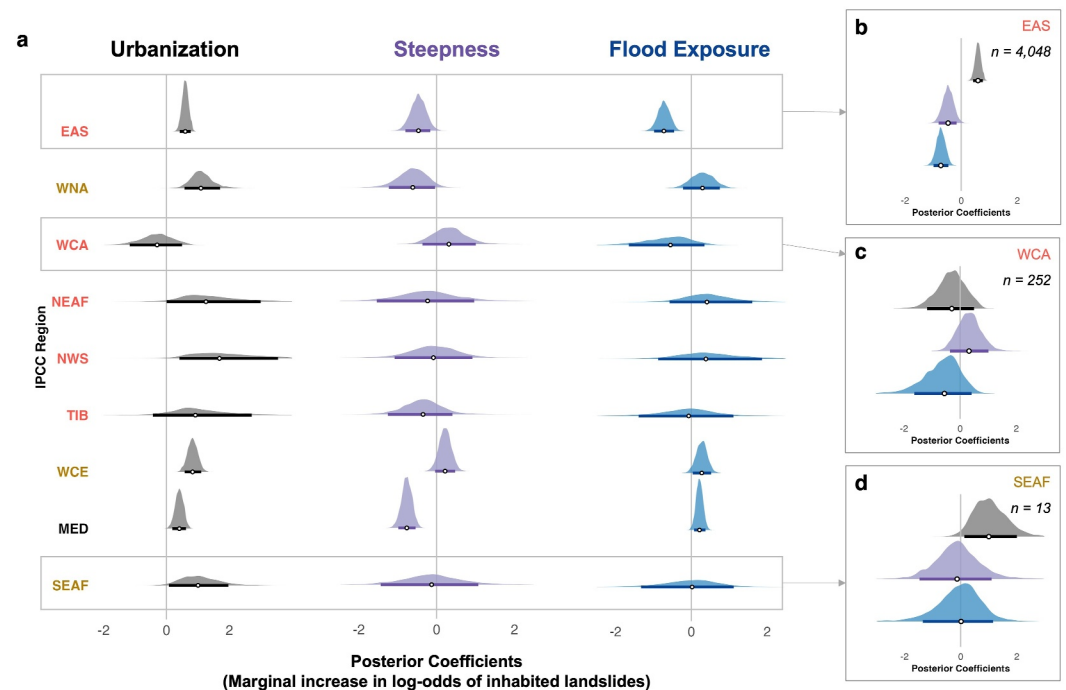 a
Urbanization
Steepness
Flood Exposure
IPCC Region
EAS
WNA
WCA
NEAF
NWS
TIB
WCE
MED
SEAF
-2 0 2
-2 0 2
-2 0 2
Posterior Coefficients
(Marginal increase in log-odds of inhabited landslides)
b
EAS
n = 4,048
-2 0 2
Posterior Coefficients
c
WCA
n = 252
-2 0 2
Posterior Coefficients
d
SEAF
n = 13
-2 0 2
Posterior Coefficients